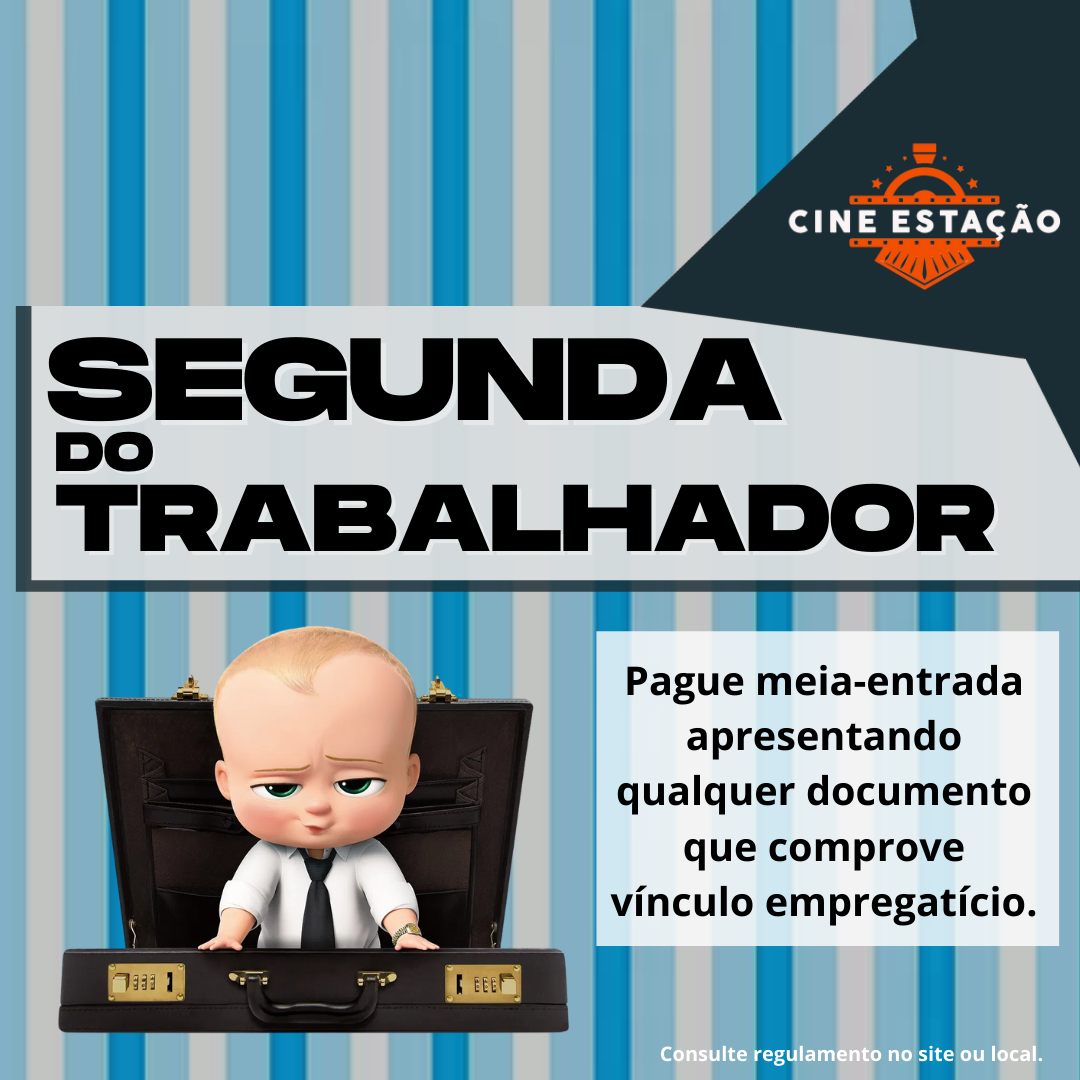 CINE ESTAÇÃO
SEGUNDA
DO
TRABALHADOR
Pague meia-entrada
apresentando
qualquer documento
que comprove
vínculo empregatício.
Consulte regulamento no site ou local.